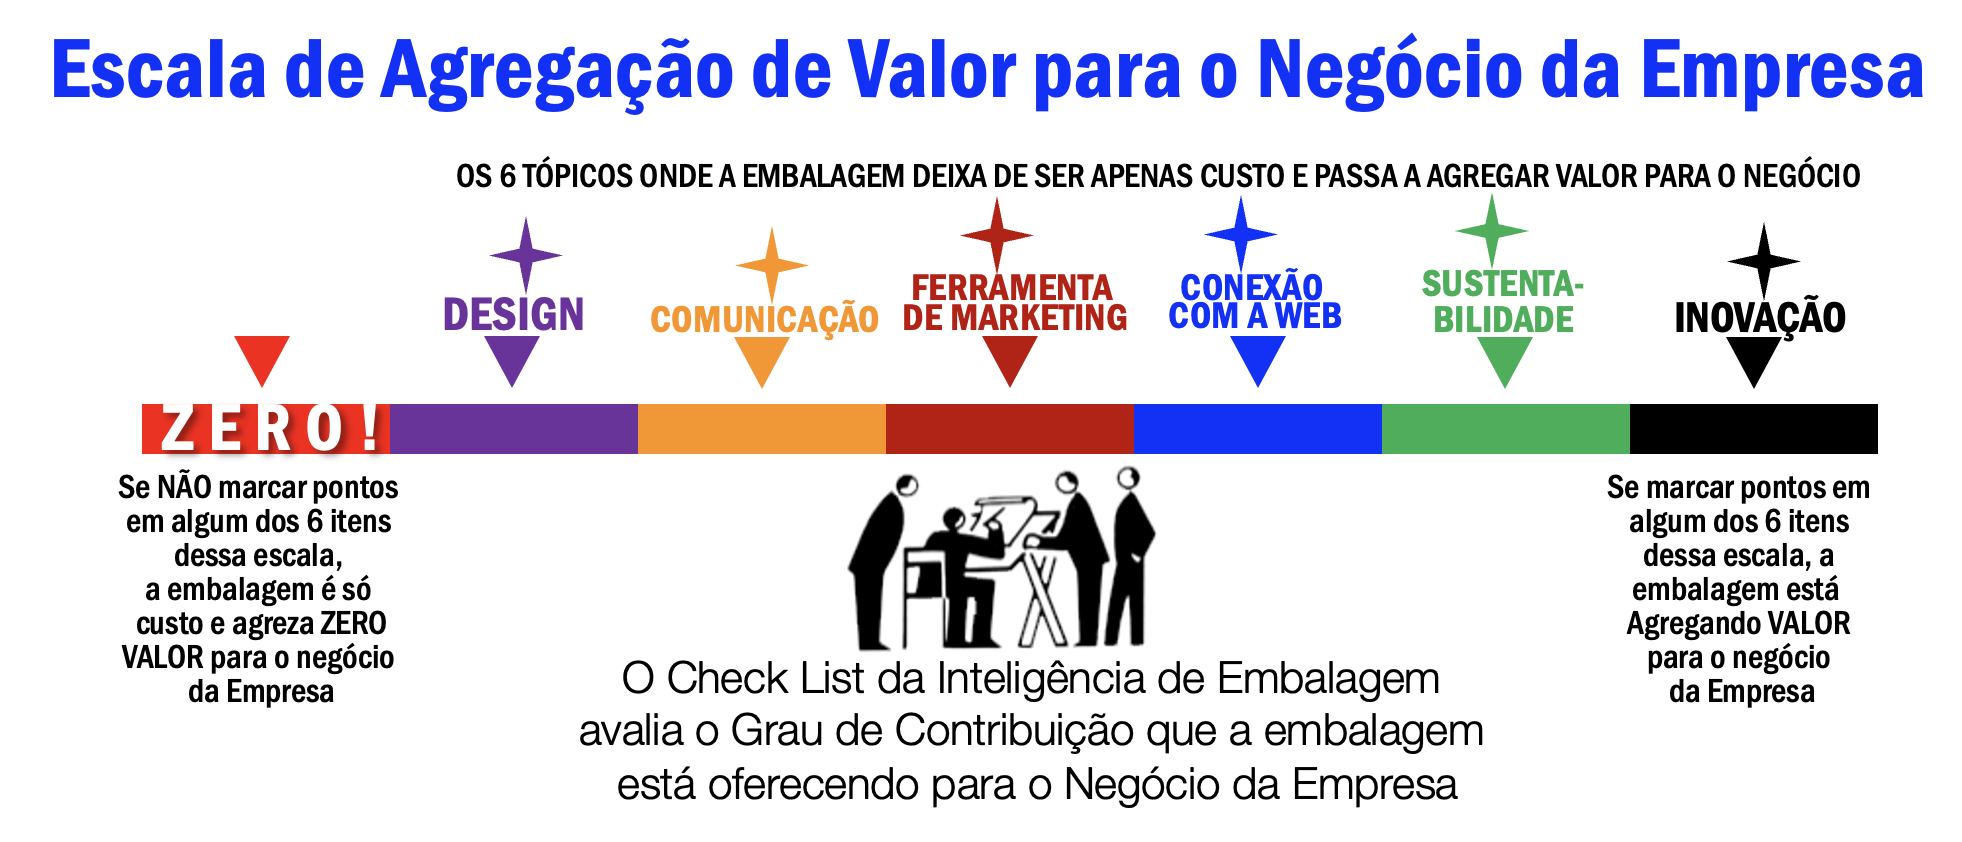 Escala de Agregação de Valor para o Negócio da Empresa
OS 6 TÓPICOS ONDE A EMBALAGEM DEIXA DE SER APENAS CUSTO E PASSA A AGREGAR VALOR PARA O NEGÓCIO
DESIGN
COMUNICAÇÃO
FERRAMENTA
DE MARKETING
CONEXÃO
COM A WEB
SUSTENTA-
BILIDADE
INOVAÇÃO
ZERO!
Se NÃO marcar pontos
em algum dos 6 itens
dessa escala,
a embalagem é só
custo e agreza ZERO
VALOR para o negócio
da Empresa
Se marcar pontos em
algum dos 6 itens
dessa escala, a
embalagem está
Agregando VALOR
para o negócio
da Empresa
O Check List da Inteligência de Embalagem
avalia o Grau de Contribuição que a embalagem
está oferecendo para o Negócio da Empresa